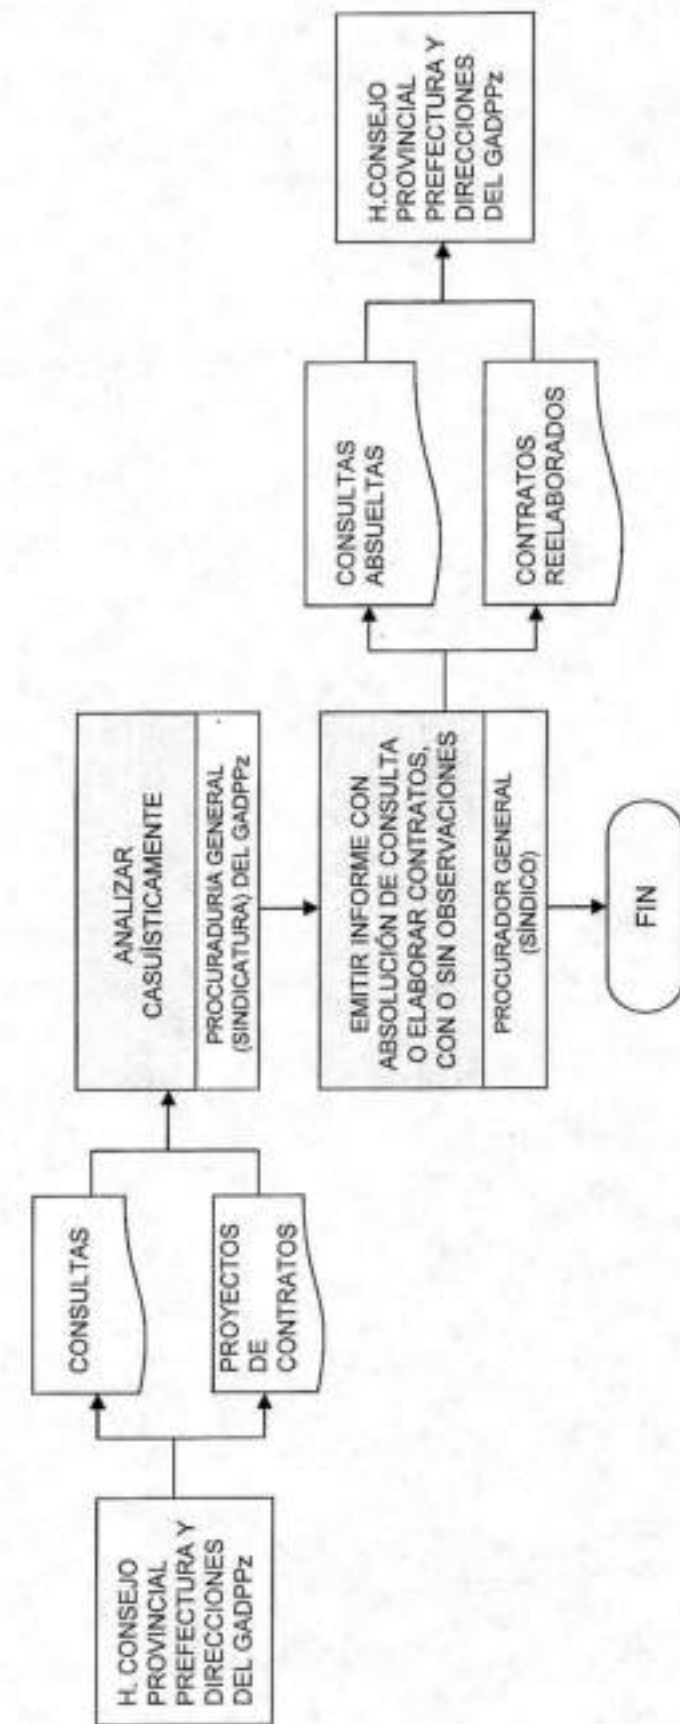 H. CONSEJO
PROVINCIAL
PREFECTURA Y
DIRECCIONES
DEL GADPPz
CONSULTAS
PROYECTOS
DE
CONTRATOS
ANALIZAR
CASUÍSTICAMENTE
PROCURADURIA GENERAL
(SINDICATURA) DEL GADPPz
EMITIR INFORME CON
ABSOLUCIÓN DE CONSULTA
O ELABORAR CONTRATOS,
CON O SIN OBSERVACIONES
PROCURADOR GENERAL
(SÍNDICO)
FIN
CONSULTAS
ABSUELTAS
CONTRATOS
REELABORADOS
H.CONSEJO
PROVINCIAL
PREFECTURA Y
DIRECCIONES
DEL GADPPz